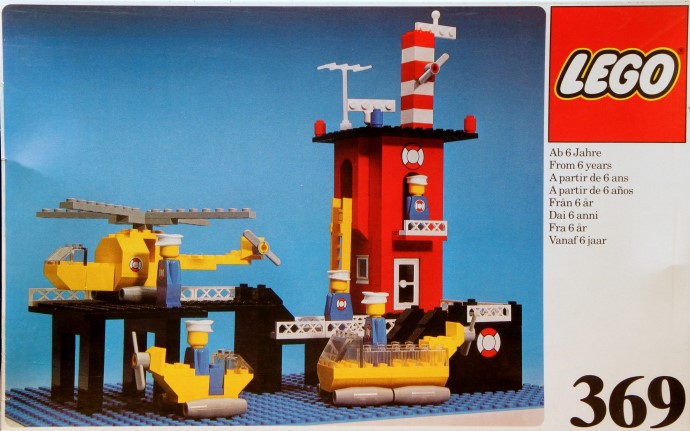 LEGO
Ab 6 Jahre
From 6 years
A partir de 6 ans
A partir de 6 años
Från 6 år
Dai 6 anni
Fra 6 år
Vanaf 6 jaar
369